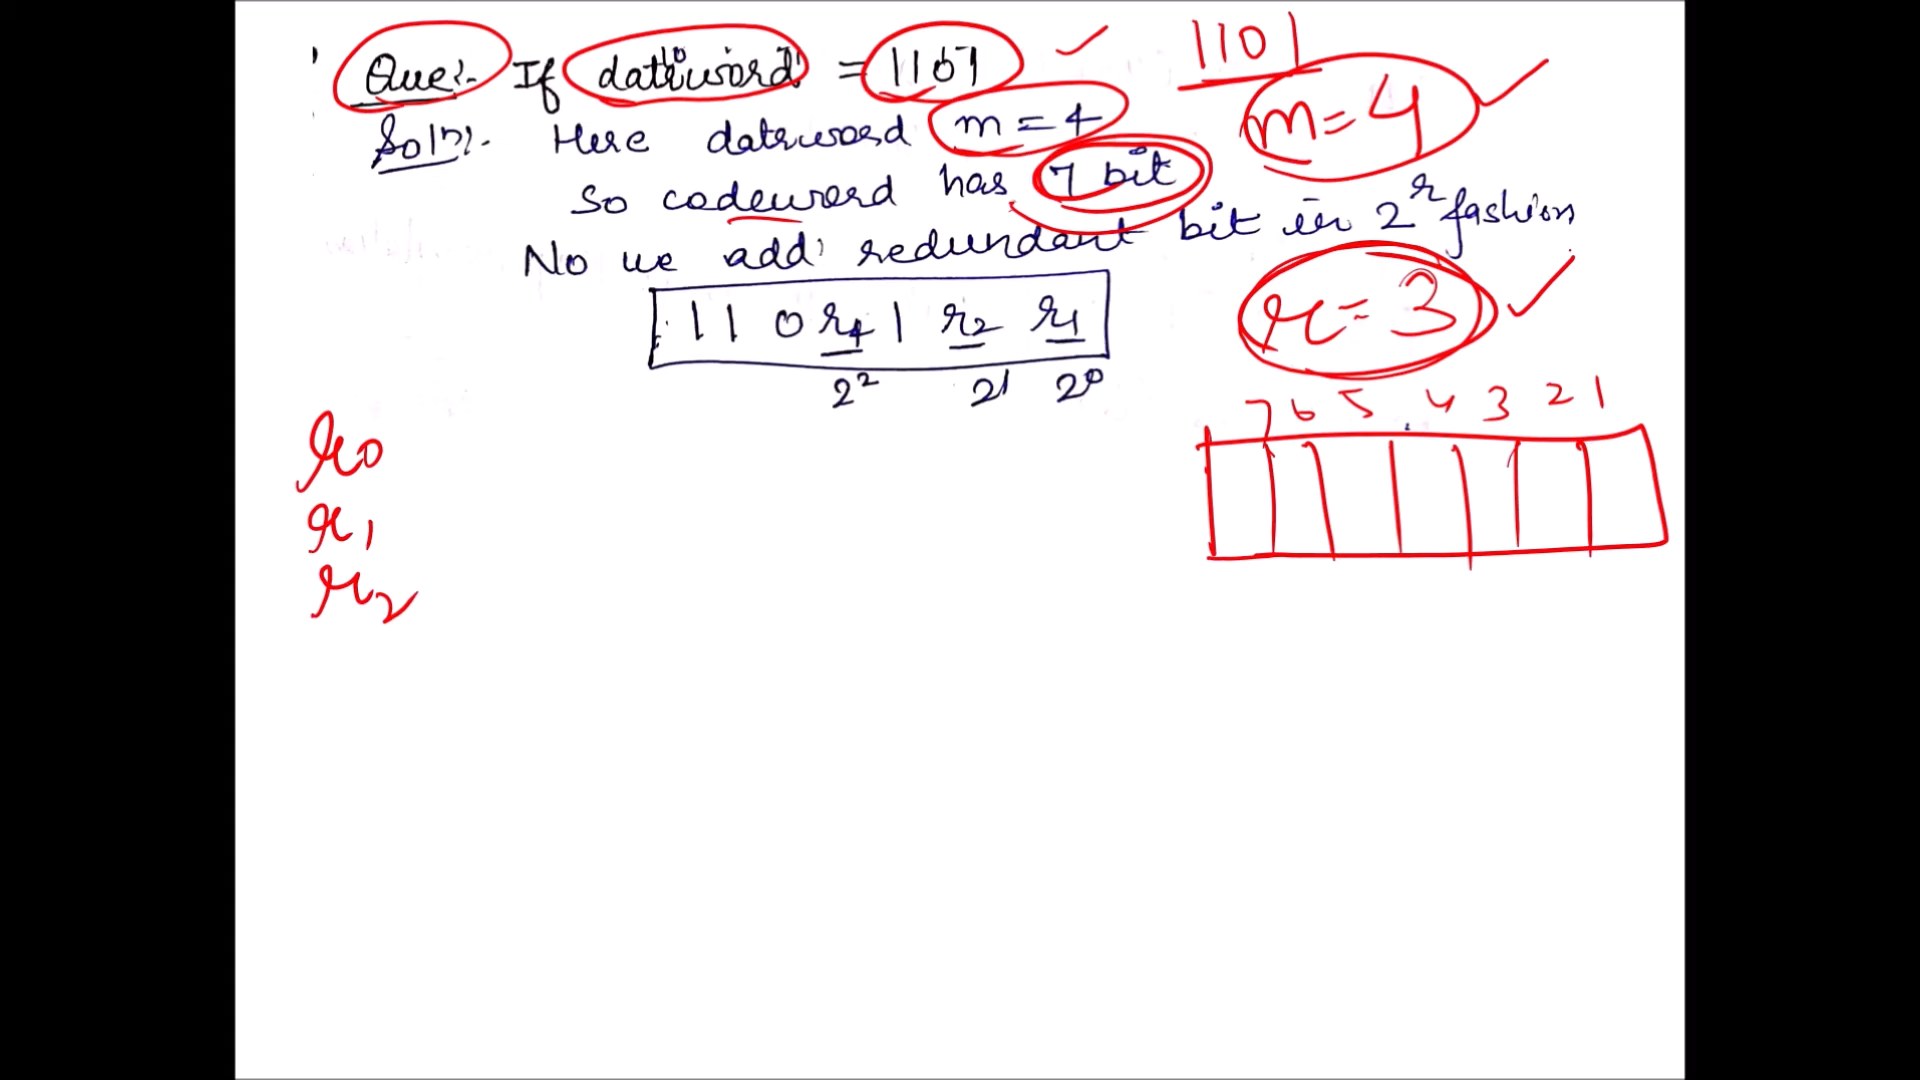 Que:- If dataword = 1101 1101
Soln:- Here dataword m = 4 m = 4
So codeword has 7 bit
No we add redundant bit in 2^r fashion
1 1 0 r4 1 r2 r1 r = 3
2^2 2^1 2^0
7 6 5 4 3 2 1
r0
r1
r2